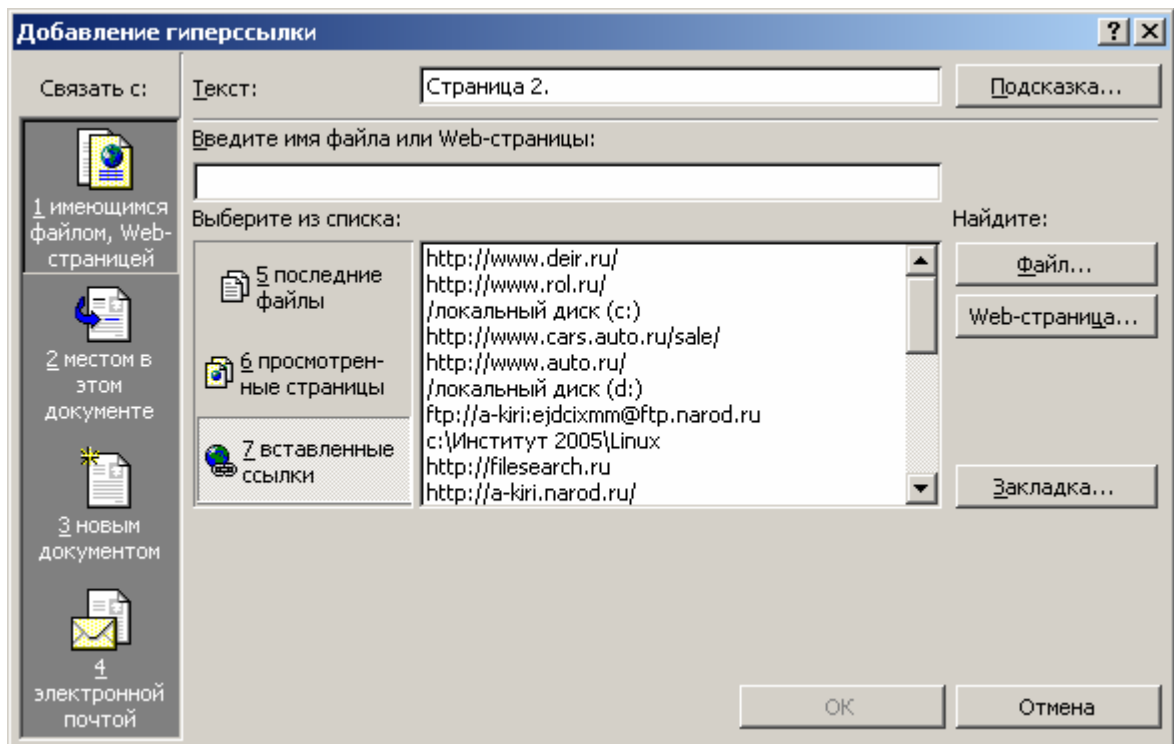 Добавление гиперссылки
Связать с:
Текст:
Страница 2.
Подсказка...
Введите имя файла или Web-страницы:
1 имеющимся
файлом, Web-
страницей
Выберите из списка:
Найдите:
5 последние
файлы
6 просмотрен-
ные страницы
7 вставленные
ссылки
http://www.deir.ru/
http://www.rol.ru/
/локальный диск (c:)
http://www.cars.auto.ru/sale/
http://www.auto.ru/
/локальный диск (d:)
ftp://a-kiri:ejdcixmm@ftp.narod.ru
c:\Институт 2005\Linux
http://filesearch.ru
http://a-kiri.narod.ru/
Файл...
Web-страница...
Закладка...
2 местом в
этом
документе
3 новым
документом
4
электронной
почтой
ОК
Отмена